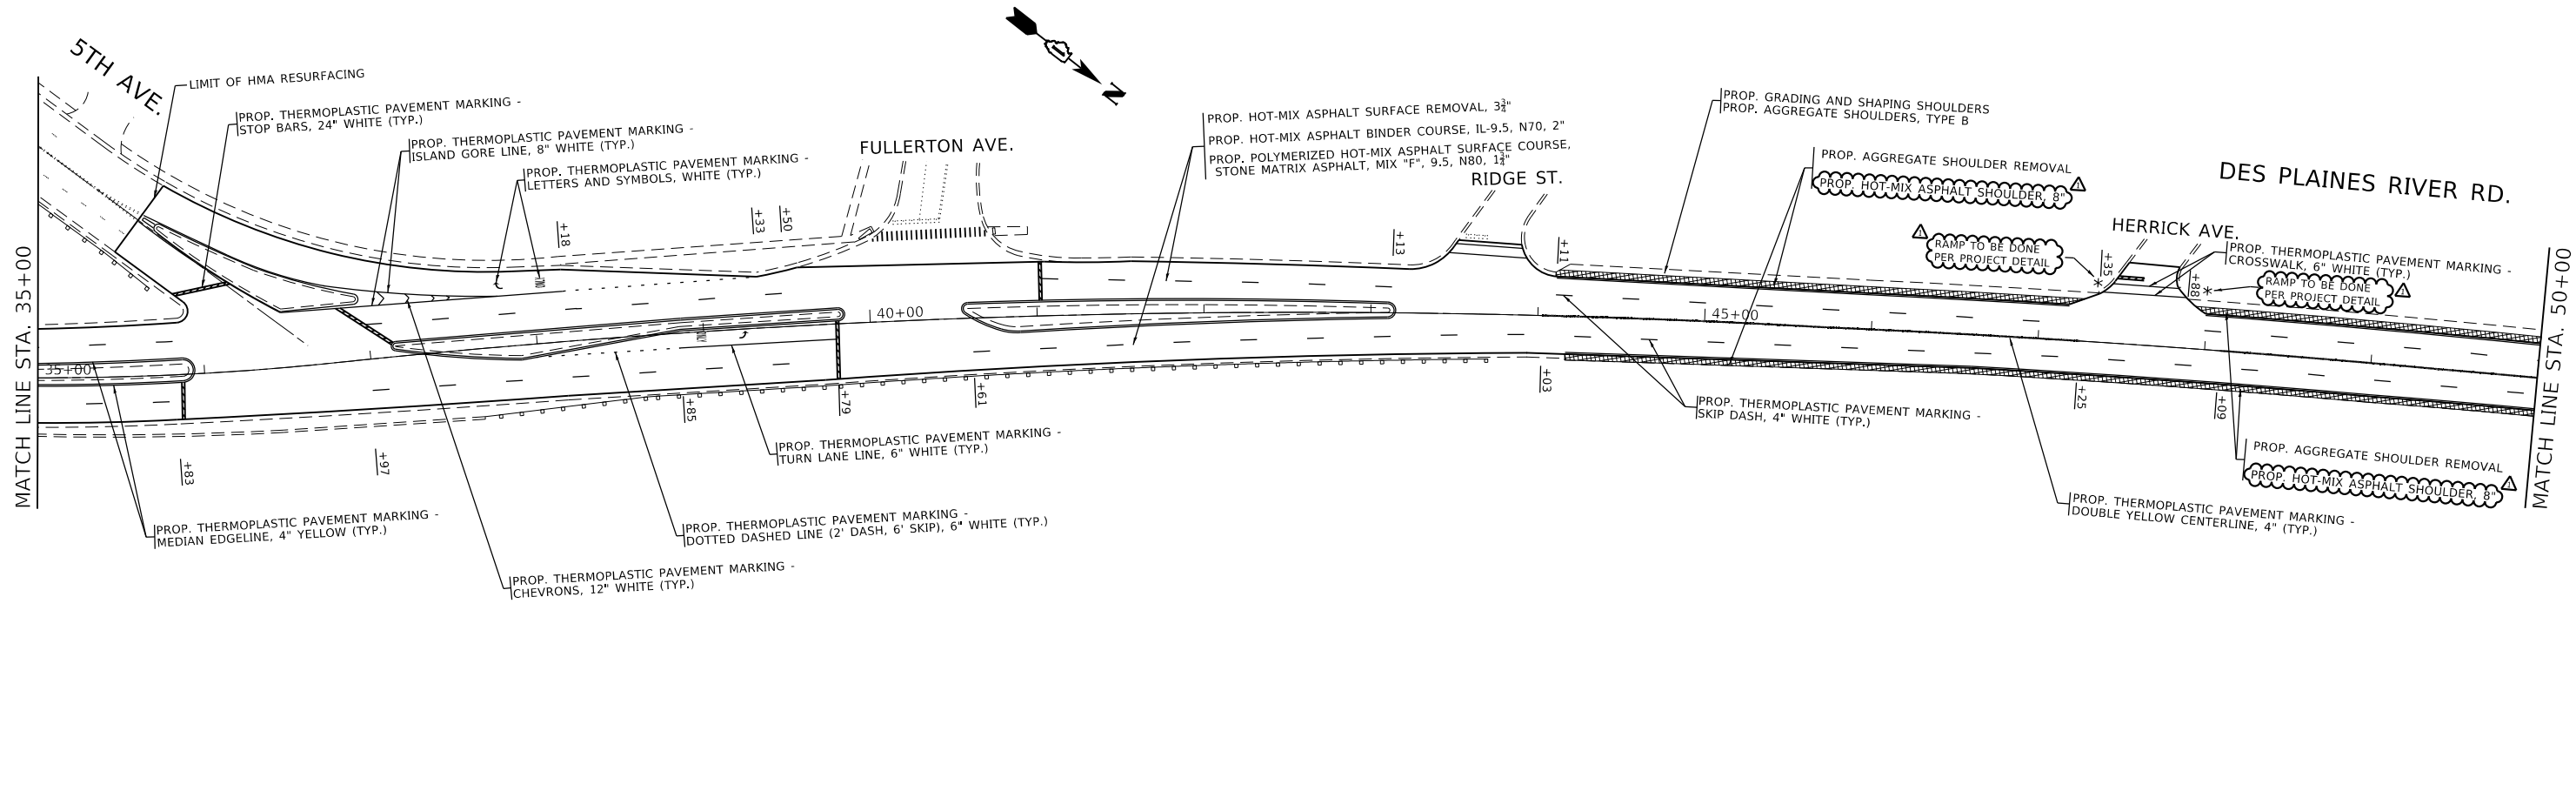 5TH AVE.
LIMIT OF HMA RESURFACING
PROP. THERMOPLASTIC PAVEMENT MARKING -
STOP BARS, 24" WHITE (TYP.)
PROP. THERMOPLASTIC PAVEMENT MARKING -
ISLAND GORE LINE, 8" WHITE (TYP.)
PROP. THERMOPLASTIC PAVEMENT MARKING -
LETTERS AND SYMBOLS, WHITE (TYP.)
FULLERTON AVE.
N
PROP. HOT-MIX ASPHALT SURFACE REMOVAL, 3¾"
PROP. HOT-MIX ASPHALT BINDER COURSE, IL-9.5, N70, 2"
PROP. POLYMERIZED HOT-MIX ASPHALT SURFACE COURSE,
STONE MATRIX ASPHALT, MIX "F", 9.5, N80, 1¾"
RIDGE ST.
PROP. GRADING AND SHAPING SHOULDERS
PROP. AGGREGATE SHOULDERS, TYPE B
PROP. AGGREGATE SHOULDER REMOVAL
PROP. HOT-MIX ASPHALT SHOULDER, 8"
1
DES PLAINES RIVER RD.
HERRICK AVE.
1
RAMP TO BE DONE
PER PROJECT DETAIL
PROP. THERMOPLASTIC PAVEMENT MARKING -
CROSSWALK, 6" WHITE (TYP.)
*
*
RAMP TO BE DONE
PER PROJECT DETAIL
1
+18
+33
+50
+13
+11
+35
+88
MATCH LINE STA. 35+00
35+00
40+00
45+00
MATCH LINE STA. 50+00
ONLY
ONLY
+83
+97
+85
+79
+61
+03
+25
+09
PROP. THERMOPLASTIC PAVEMENT MARKING -
SKIP DASH, 4" WHITE (TYP.)
PROP. THERMOPLASTIC PAVEMENT MARKING -
TURN LANE LINE, 6" WHITE (TYP.)
PROP. AGGREGATE SHOULDER REMOVAL
PROP. HOT-MIX ASPHALT SHOULDER, 8"
1
PROP. THERMOPLASTIC PAVEMENT MARKING -
DOUBLE YELLOW CENTERLINE, 4" (TYP.)
PROP. THERMOPLASTIC PAVEMENT MARKING -
MEDIAN EDGELINE, 4" YELLOW (TYP.)
PROP. THERMOPLASTIC PAVEMENT MARKING -
DOTTED DASHED LINE (2' DASH, 6' SKIP), 6" WHITE (TYP.)
PROP. THERMOPLASTIC PAVEMENT MARKING -
CHEVRONS, 12" WHITE (TYP.)